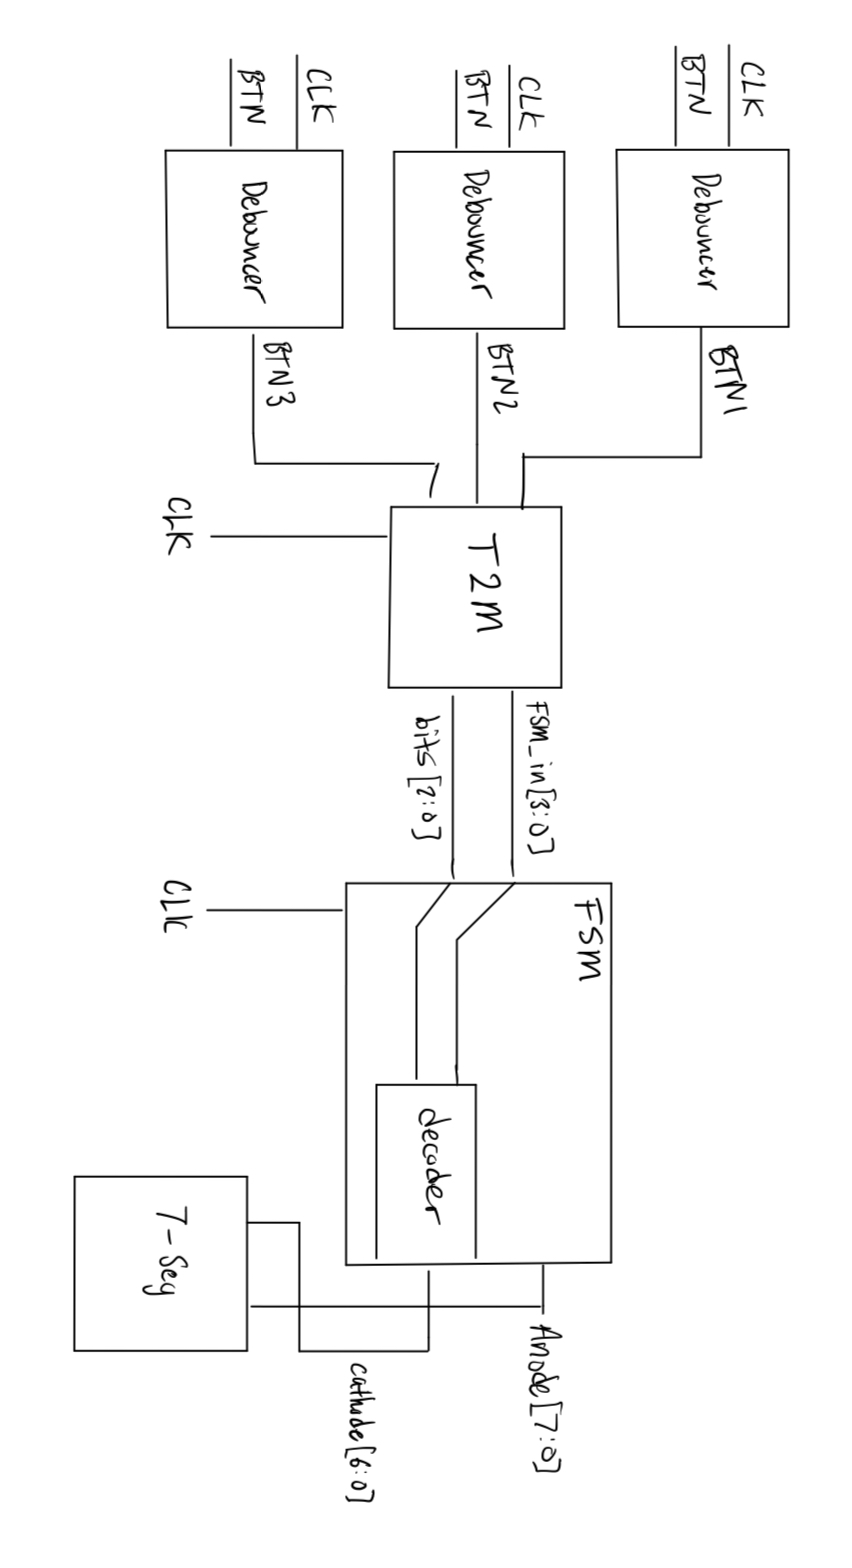 CLK
BTN
Debouncer
BTN1
CLK
BTN
Debouncer
BTN2
CLK
BTN
Debouncer
BTN3
T2M
CLK
FSM_in[3:0]
bits[2:0]
FSM
decoder
CLK
Anode[7:0]
cathode[6:0]
7-Seg